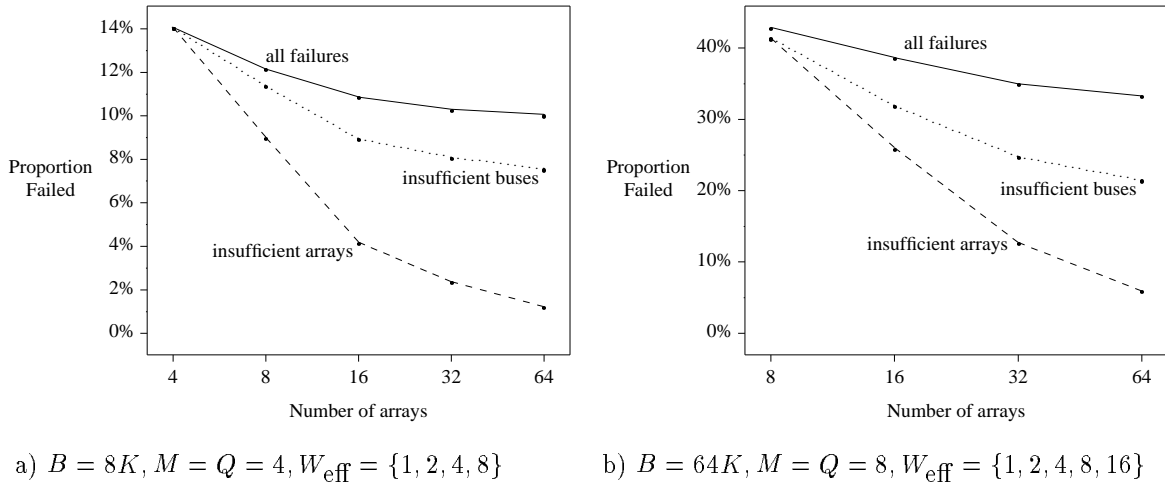 14%
12%
10%
8%
6%
4%
2%
0%
Proportion
Failed
all failures
insufficient buses
insufficient arrays
4 8 16 32 64
Number of arrays
a) B = 8K, M = Q = 4, W_eff = {1, 2, 4, 8}
40%
30%
20%
10%
0%
Proportion
Failed
all failures
insufficient buses
insufficient arrays
8 16 32 64
Number of arrays
b) B = 64K, M = Q = 8, W_eff = {1, 2, 4, 8, 16}